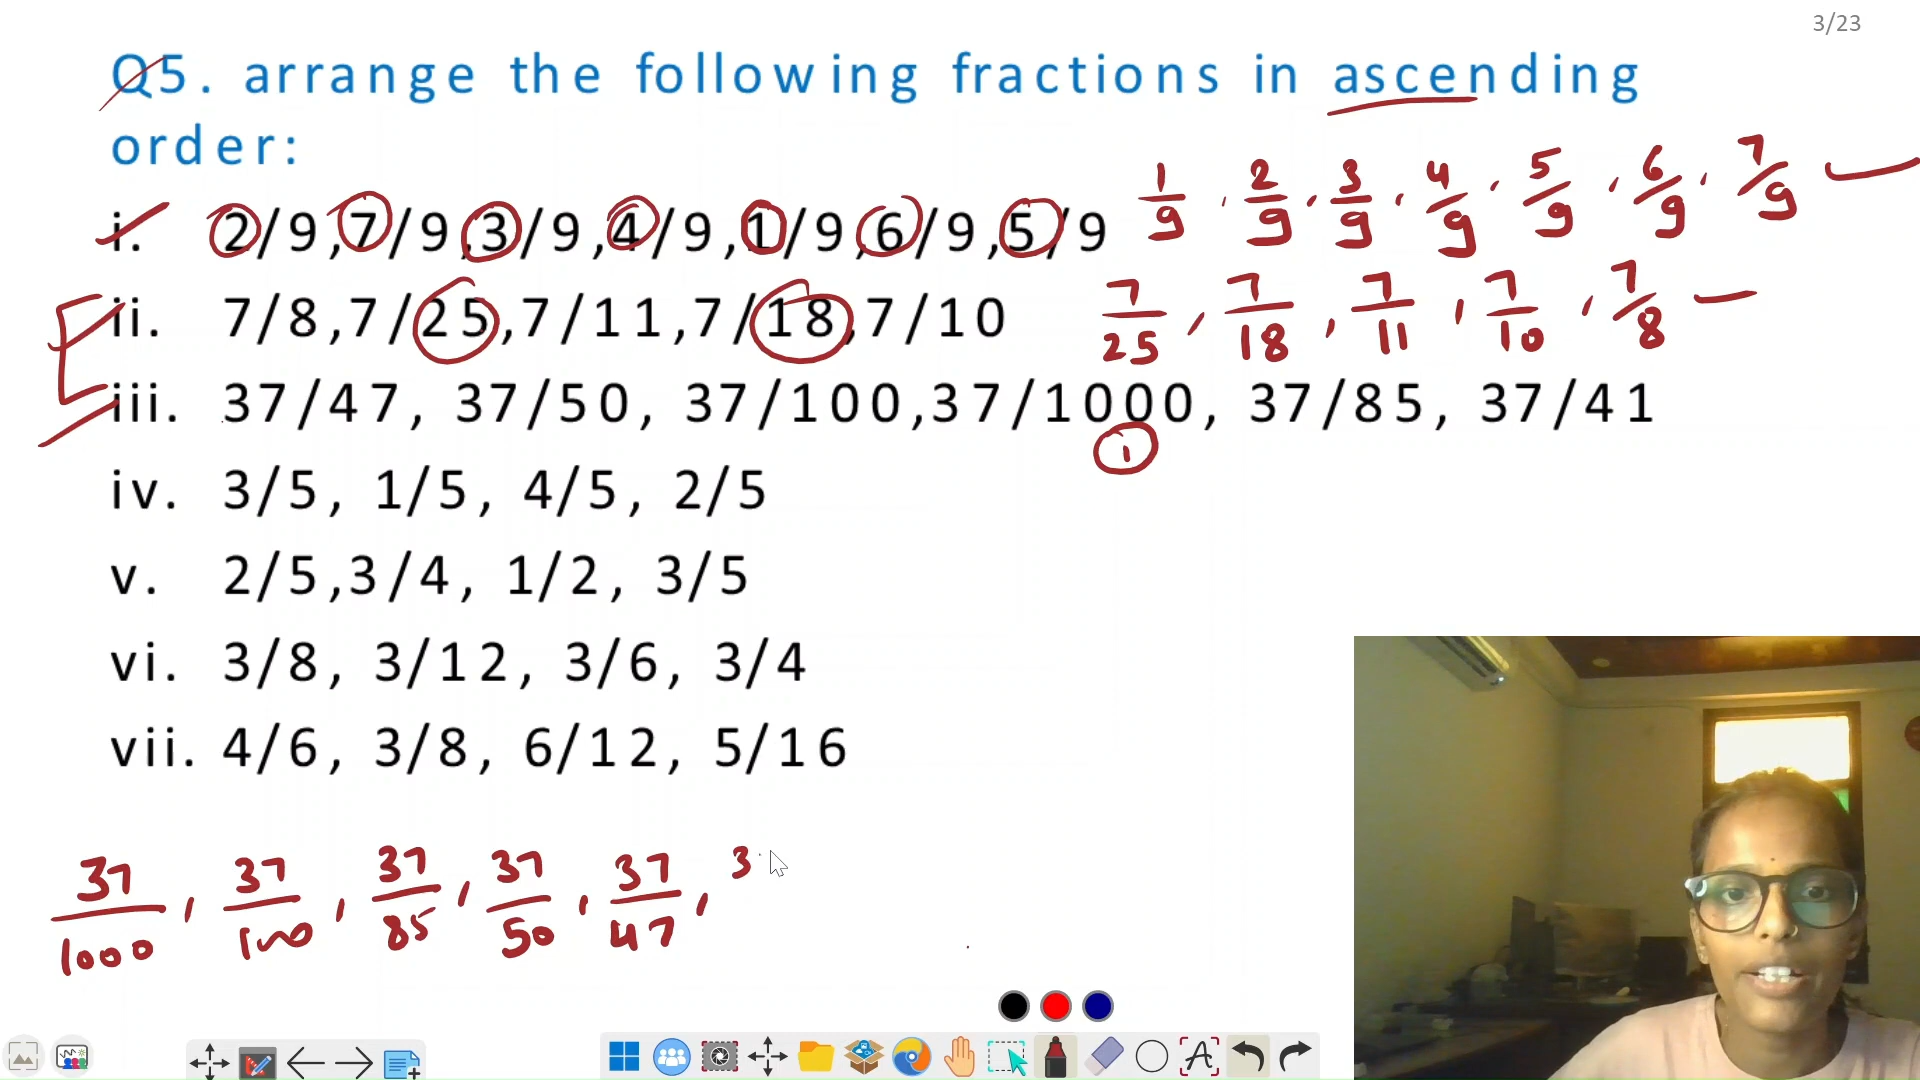 3/23
Q5. arrange the following fractions in ascending
order:
i. 2/9,7/9,3/9,4/9,1/9,6/9,5/9
1/9, 2/9, 3/9, 4/9, 5/9, 6/9, 7/9
ii. 7/8,7/25,7/11,7/18,7/10
7/25, 7/18, 7/11, 7/10, 7/8
iii. 37/47, 37/50, 37/100,37/1000, 37/85, 37/41
1
iv. 3/5, 1/5, 4/5, 2/5
v. 2/5,3/4, 1/2, 3/5
vi. 3/8, 3/12, 3/6, 3/4
vii. 4/6, 3/8, 6/12, 5/16
37/1000, 37/100, 37/85, 37/50, 37/47, 3